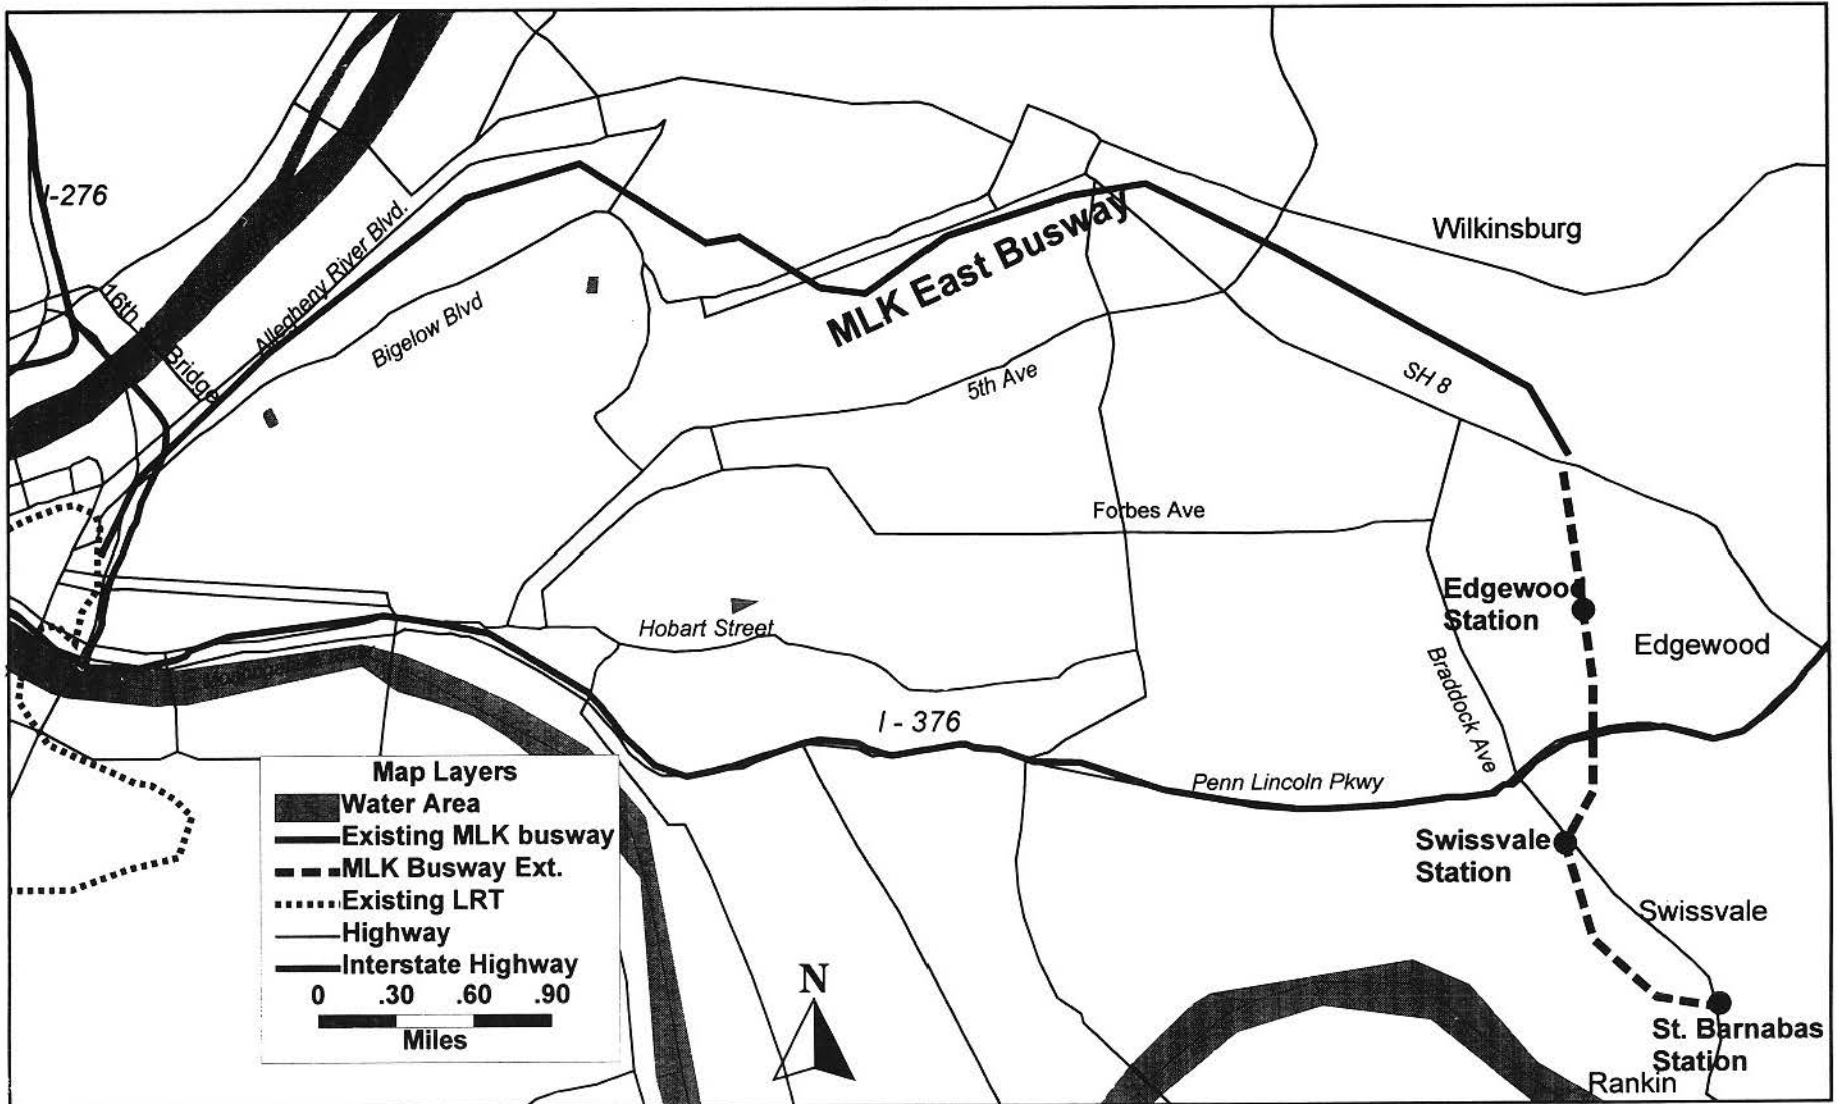 I-276
Wilkinsburg
16th
Bridge
Allegheny River Blvd.
Bigelow Blvd
MLK East Busway
5th Ave
SH 8
Forbes Ave
Edgewood
Station
Hobart Street
Edgewood
Braddock Ave
I - 376
Penn Lincoln Pkwy
Swissvale
Station
Swissvale
St. Barnabas
Station
Rankin
Map Layers
Water Area
Existing MLK busway
MLK Busway Ext.
Existing LRT
Highway
Interstate Highway
0 .30 .60 .90
Miles
N